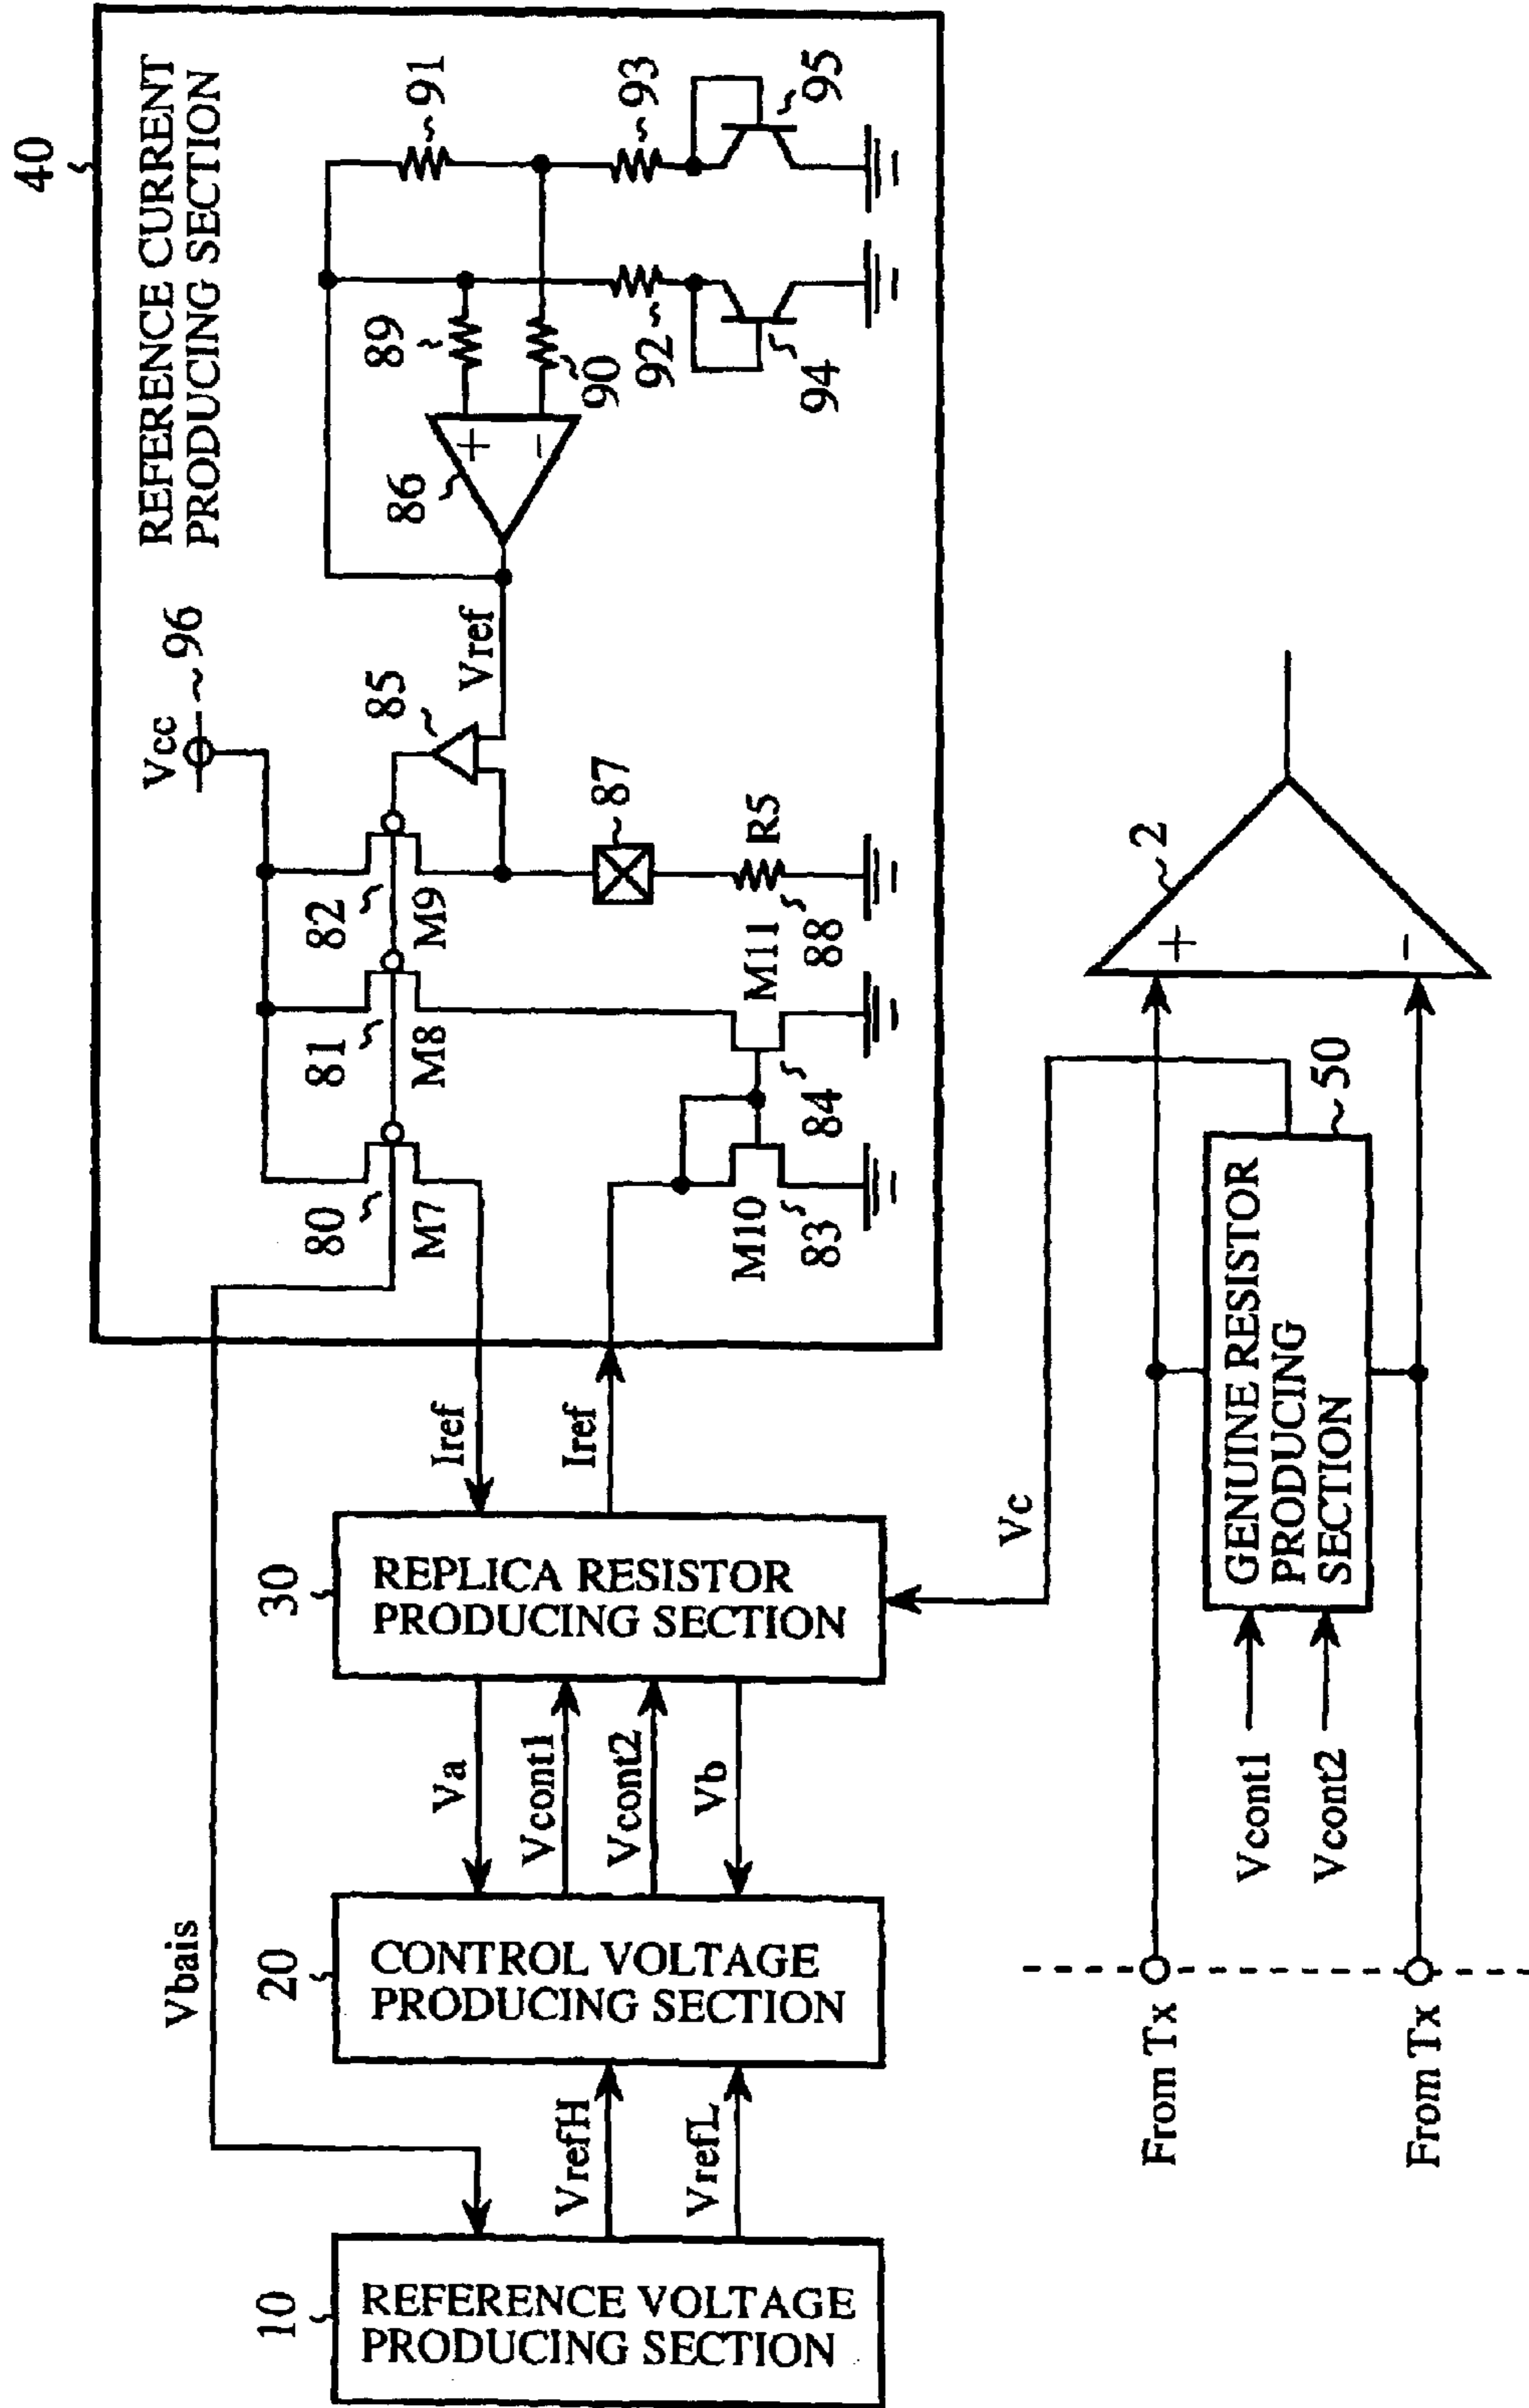 40
REFERENCE CURRENT
PRODUCING SECTION
Vcc
96
91
93
95
89
90
92
94
86
+
-
Vref
85
87
R5
88
82
M9
81
M8
80
M7
M11
84
M10
83
Iref
Iref
Vbais
30
REPLICA RESISTOR
PRODUCING SECTION
Va
Vcont1
Vcont2
Vb
Vc
20
CONTROL VOLTAGE
PRODUCING SECTION
VrefH
VrefL
10
REFERENCE VOLTAGE
PRODUCING SECTION
2
+
-
50
GENUINE RESISTOR
PRODUCING
SECTION
Vcont1
Vcont2
From Tx
From Tx